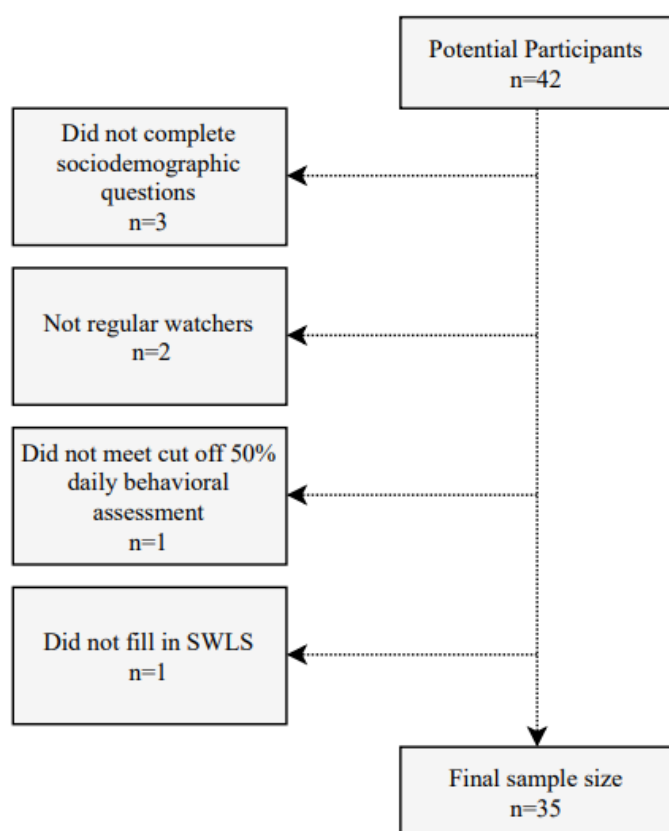 Potential Participants
n=42
Did not complete
sociodemographic
questions
n=3
Not regular watchers
n=2
Did not meet cut off 50%
daily behavioral
assessment
n=1
Did not fill in SWLS
n=1
Final sample size
n=35